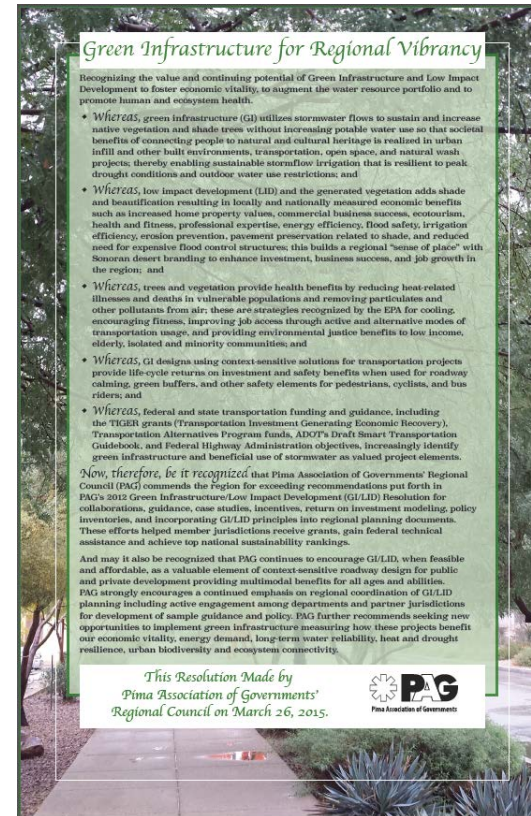 Green Infrastructure for Regional Vibrancy
Recognizing the value and continuing potential of Green Infrastructure and Low Impact
Development to foster economic vitality, to augment the water resource portfolio and to
promote human and ecosystem health.
• Whereas, green infrastructure (GI) utilizes stormwater flows to sustain and increase
native vegetation and shade trees without increasing potable water use so that societal
benefits of connecting people to natural and cultural heritage is realized in urban
infill and other built environments, transportation, open space, and natural wash
projects; thereby enabling sustainable stormflow irrigation that is resilient to peak
drought conditions and outdoor water use restrictions; and
• Whereas, low impact development (LID) and the generated vegetation adds shade
and beautification resulting in locally and nationally measured economic benefits
such as increased home property values, commercial business success, ecotourism,
health and fitness, professional expertise, energy efficiency, flood safety, irrigation
efficiency, erosion prevention, pavement preservation related to shade, and reduced
need for expensive flood control structures; this builds a regional “sense of place” with
Sonoran desert branding to enhance investment, business success, and job growth in
the region; and
• Whereas, trees and vegetation provide health benefits by reducing heat-related
illnesses and deaths in vulnerable populations and removing particulates and
other pollutants from air; these are strategies recognized by the EPA for cooling,
encouraging fitness, improving job access through active and alternative modes of
transportation usage, and providing environmental justice benefits to low income,
elderly, isolated and minority communities; and
• Whereas, GI designs using context-sensitive solutions for transportation projects
provide life-cycle returns on investment and safety benefits when used for roadway
calming, green buffers, and other safety elements for pedestrians, cyclists, and bus
riders; and
• Whereas, federal and state transportation funding and guidance, including
the TIGER grants (Transportation Investment Generating Economic Recovery),
Transportation Alternatives Program funds, ADOT's Draft Smart Transportation
Guidebook, and Federal Highway Administration objectives, increasingly identify
green infrastructure and beneficial use of stormwater as valued project elements.
Now, therefore, be it recognized that Pima Association of Governments' Regional
Council (PAG) commends the region for exceeding recommendations put forth in
PAG's 2012 Green Infrastructure/Low Impact Development (GI/LID) Resolution for
collaborations, guidance, case studies, incentives, return on investment modeling, policy
inventories, and incorporating GI/LID principles into regional planning documents.
These efforts helped member jurisdictions receive grants, gain federal technical
assistance and achieve top national sustainability rankings.
And may it also be recognized that PAG continues to encourage GI/LID, when feasible
and affordable, as a valuable element of context-sensitive roadway design for public
and private development providing multimodal benefits for all ages and abilities.
PAG strongly encourages a continued emphasis on regional coordination of GI/LID
planning including active engagement among departments and partner jurisdictions
for development of sample guidance and policy. PAG further recommends seeking new
opportunities to implement green infrastructure measuring how these projects benefit
our economic vitality, energy demand, long-term water reliability, heat and drought
resilience, urban biodiversity and ecosystem connectivity.
This Resolution Made by
Pima Association of Governments'
Regional Council on March 26, 2015.
PAG
Pima Association of Governments